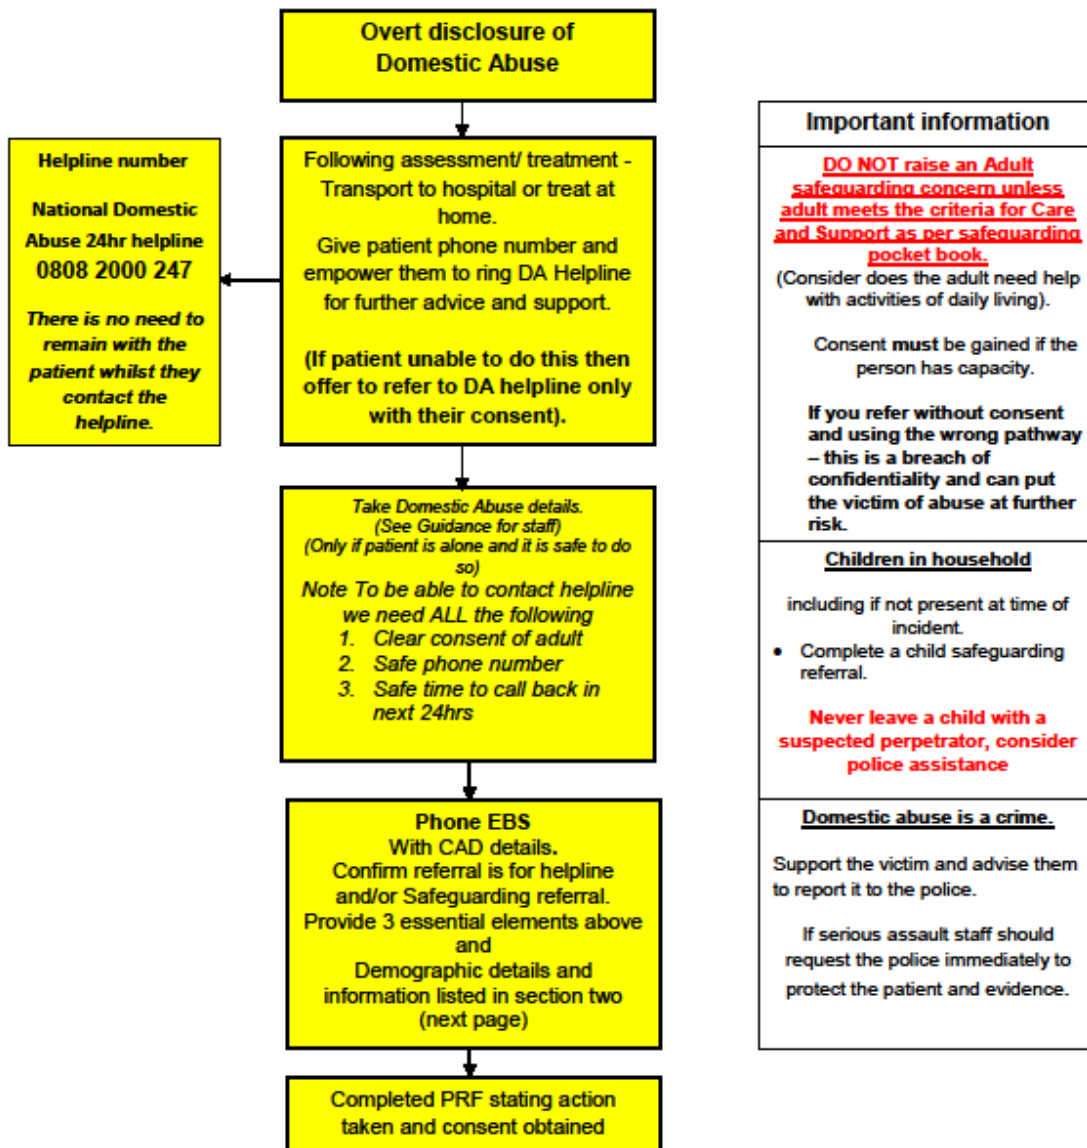 Overt disclosure of
Domestic Abuse
Helpline number
National Domestic
Abuse 24hr helpline
0808 2000 247
There is no need to
remain with the
patient whilst they
contact the
helpline.
Following assessment/ treatment -
Transport to hospital or treat at
home.
Give patient phone number and
empower them to ring DA Helpline
for further advice and support.
(If patient unable to do this then
offer to refer to DA helpline only
with their consent).
Take Domestic Abuse details.
(See Guidance for staff)
(Only if patient is alone and it is safe to do
so)
Note To be able to contact helpline
we need ALL the following
1. Clear consent of adult
2. Safe phone number
3. Safe time to call back in
next 24hrs
Phone EBS
With CAD details.
Confirm referral is for helpline
and/or Safeguarding referral.
Provide 3 essential elements above
and
Demographic details and
information listed in section two
(next page)
Completed PRF stating action
taken and consent obtained
Important information
DO NOT raise an Adult
safeguarding concern unless
adult meets the criteria for Care
and Support as per safeguarding
pocket book.
(Consider does the adult need help
with activities of daily living).
Consent must be gained if the
person has capacity.
If you refer without consent
and using the wrong pathway
– this is a breach of
confidentiality and can put
the victim of abuse at further
risk.
Children in household
including if not present at time of
incident.
• Complete a child safeguarding
referral.
Never leave a child with a
suspected perpetrator, consider
police assistance
Domestic abuse is a crime.
Support the victim and advise them
to report it to the police.
If serious assault staff should
request the police immediately to
protect the patient and evidence.